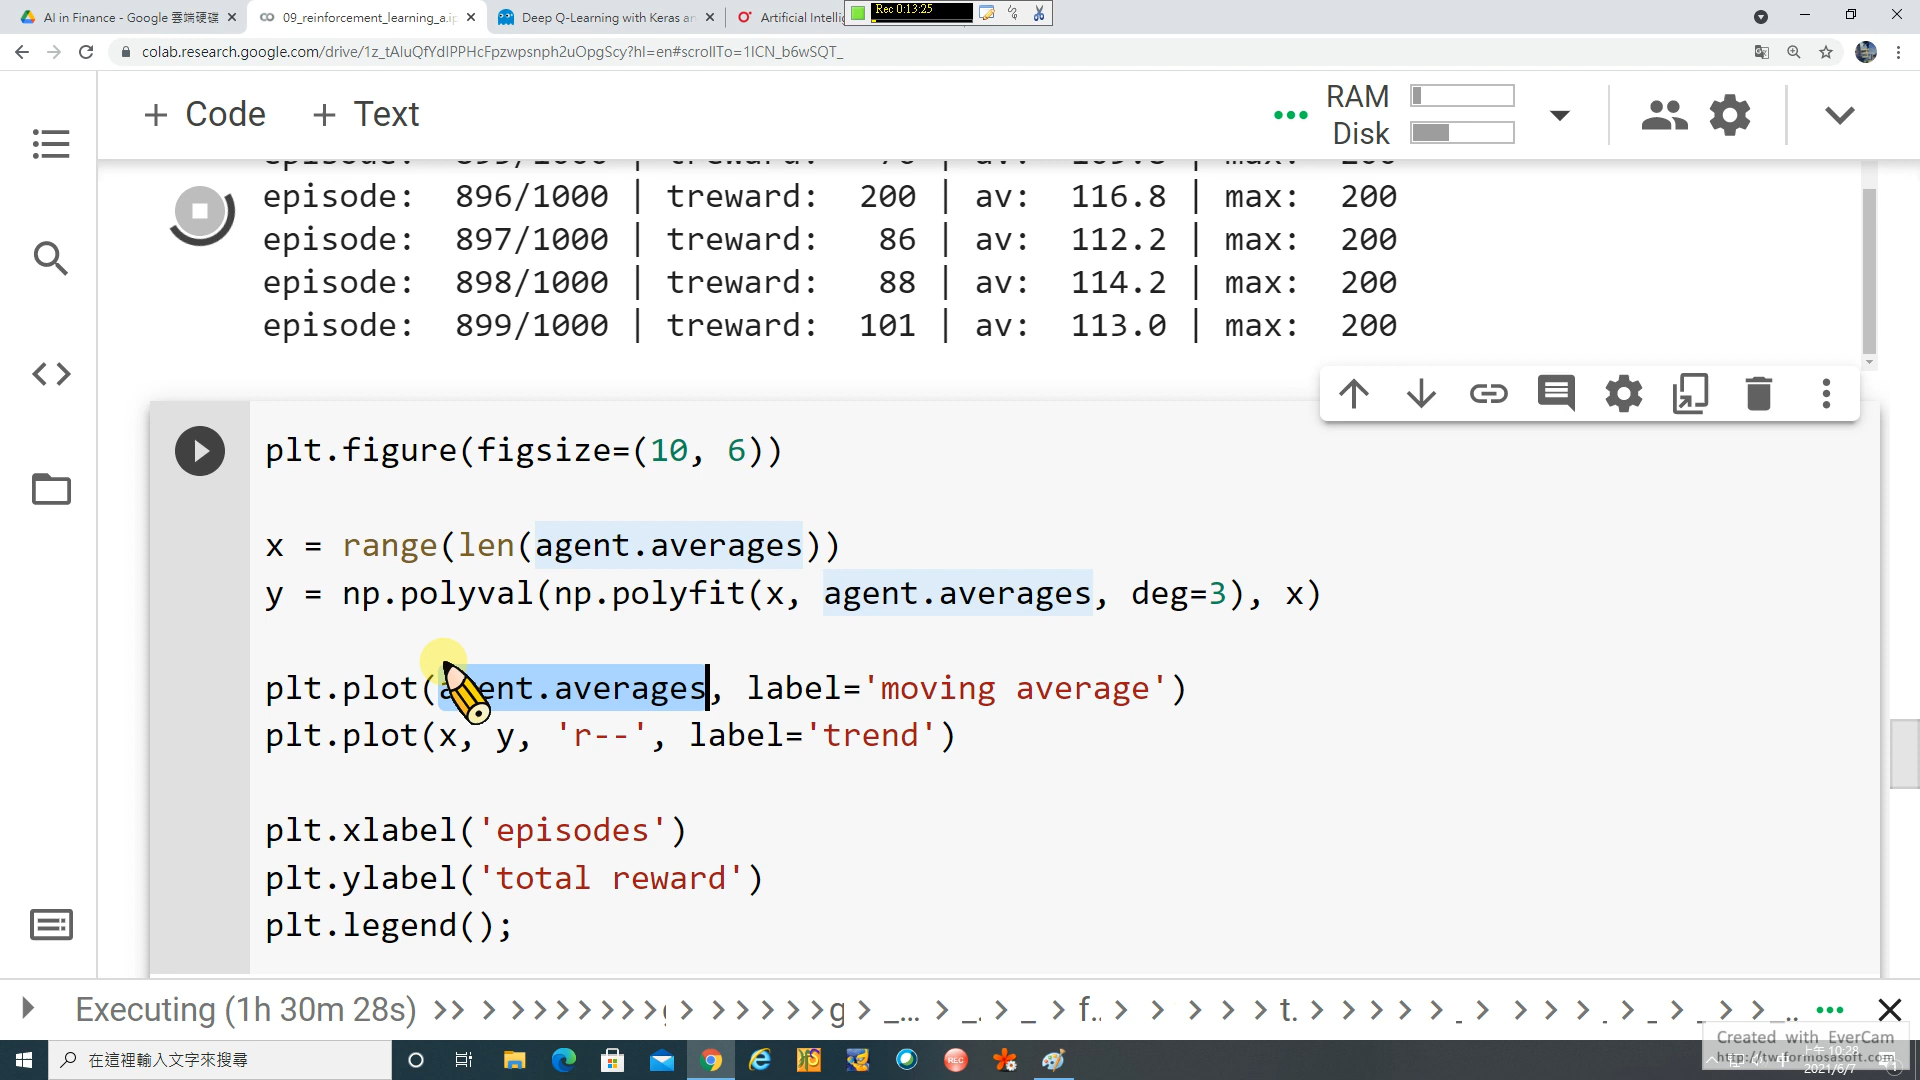 AI in Finance - Google 雲端硬碟
09_reinforcement_learning_a.ip
Deep Q-Learning with Keras an
Artificial Intelli
Rec 0:13:25
colab.research.google.com/drive/1z_tAluQfYdIPPHcFpzwpsnph2uOpgScy?hl=en#scrollTo=1ICN_b6wSQT_
+ Code + Text
RAM
Disk
episode: 896/1000 | treward: 200 | av: 116.8 | max: 200
episode: 897/1000 | treward: 86 | av: 112.2 | max: 200
episode: 898/1000 | treward: 88 | av: 114.2 | max: 200
episode: 899/1000 | treward: 101 | av: 113.0 | max: 200
plt.figure(figsize=(10, 6))
x = range(len(agent.averages))
y = np.polyval(np.polyfit(x, agent.averages, deg=3), x)
plt.plot(agent.averages, label='moving average')
plt.plot(x, y, 'r--', label='trend')
plt.xlabel('episodes')
plt.ylabel('total reward')
plt.legend();
Executing (1h 30m 28s)
Created with EverCam
在這裡輸入文字來搜尋
2021/6/7